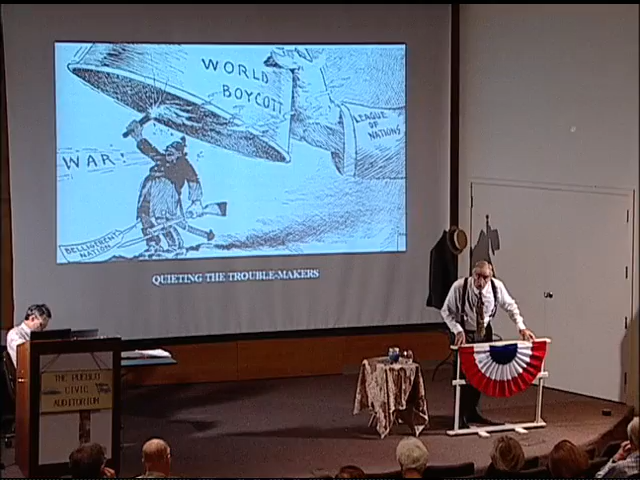 WORLD
BOYCOTT
LEAGUE
OF
NATIONS
WAR!
BELLIGERENT
NATION
QUIETING THE TROUBLE-MAKERS
THE PUEBLO
CIVIC
AUDITORIUM